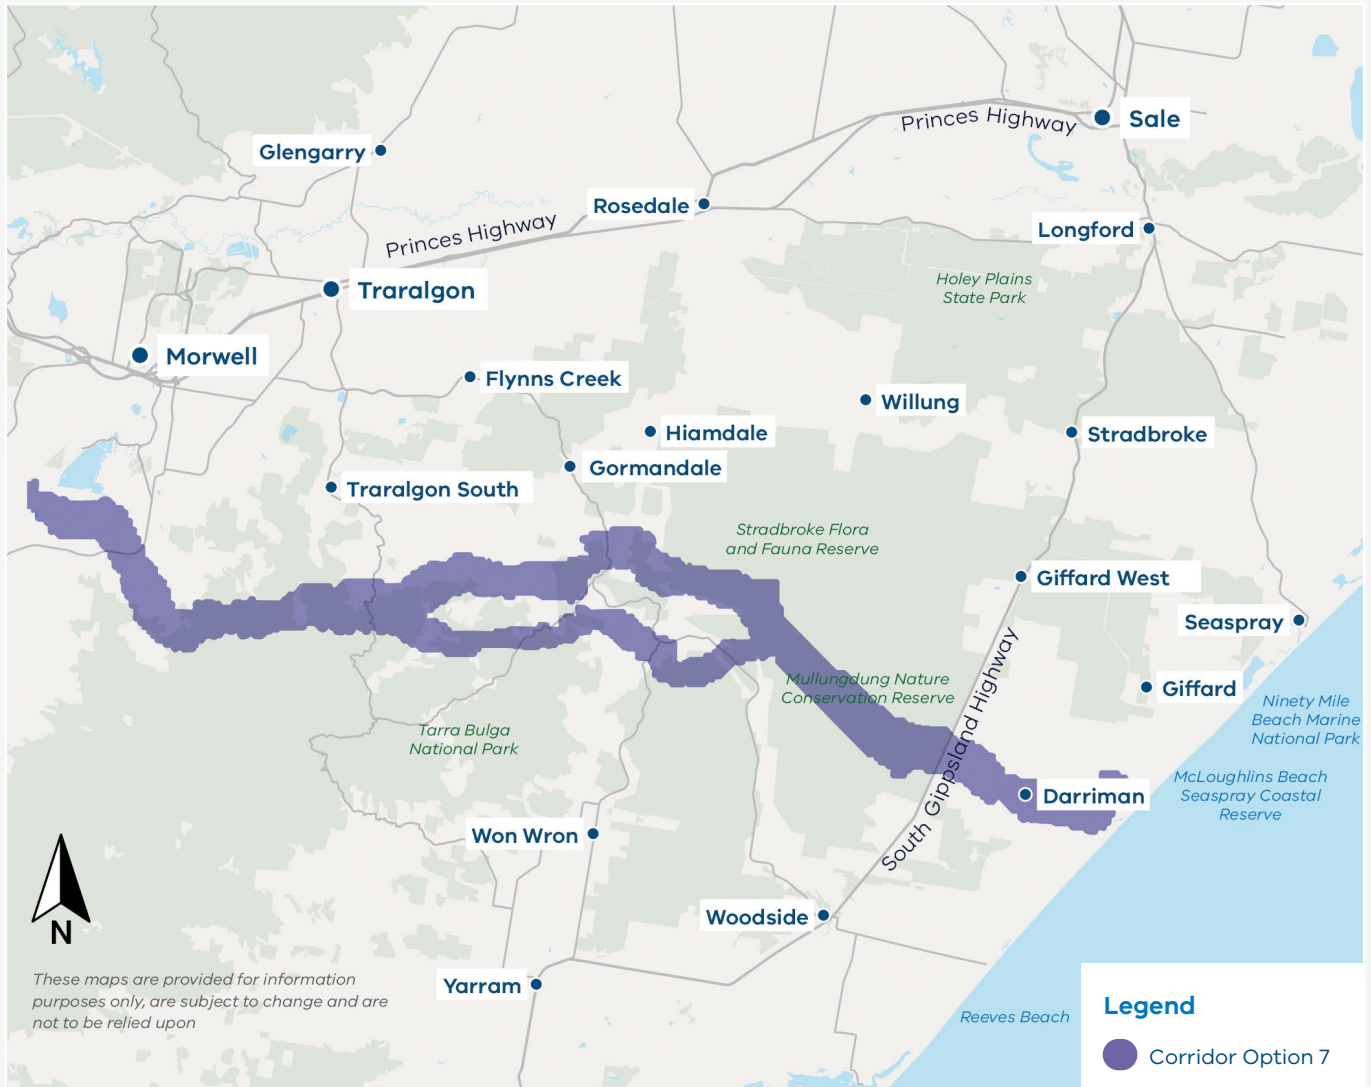 Princes Highway
Sale
Glengarry
Rosedale
Longford
Princes Highway
Holey Plains
State Park
Traralgon
Morwell
Flynns Creek
Willung
Hiamdale
Stradbroke
Gormandale
Traralgon South
Stradbroke Flora
and Fauna Reserve
Giffard West
Seaspray
Mullungdung Nature
Conservation Reserve
Giffard
Ninety Mile
Beach Marine
National Park
Tarra Bulga
National Park
South Gippsland Highway
McLoughlins Beach
Seaspray Coastal
Reserve
Darriman
Won Wron
N
Woodside
These maps are provided for information
purposes only, are subject to change and are
not to be relied upon
Yarram
Reeves Beach
Legend
Corridor Option 7